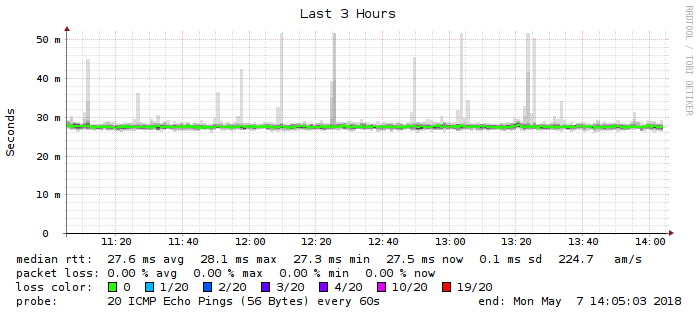 Last 3 Hours
RRDTOOL / TOBI OETIKER
Seconds
50 m
40 m
30 m
20 m
10 m
0
11:20 11:40 12:00 12:20 12:40 13:00 13:20 13:40 14:00
median rtt: 27.6 ms avg 28.1 ms max 27.3 ms min 27.5 ms now 0.1 ms sd 224.7 am/s
packet loss: 0.00 % avg 0.00 % max 0.00 % min 0.00 % now
loss color: 0 1/20 2/20 3/20 4/20 10/20 19/20
probe: 20 ICMP Echo Pings (56 Bytes) every 60s end: Mon May 7 14:05:03 2018